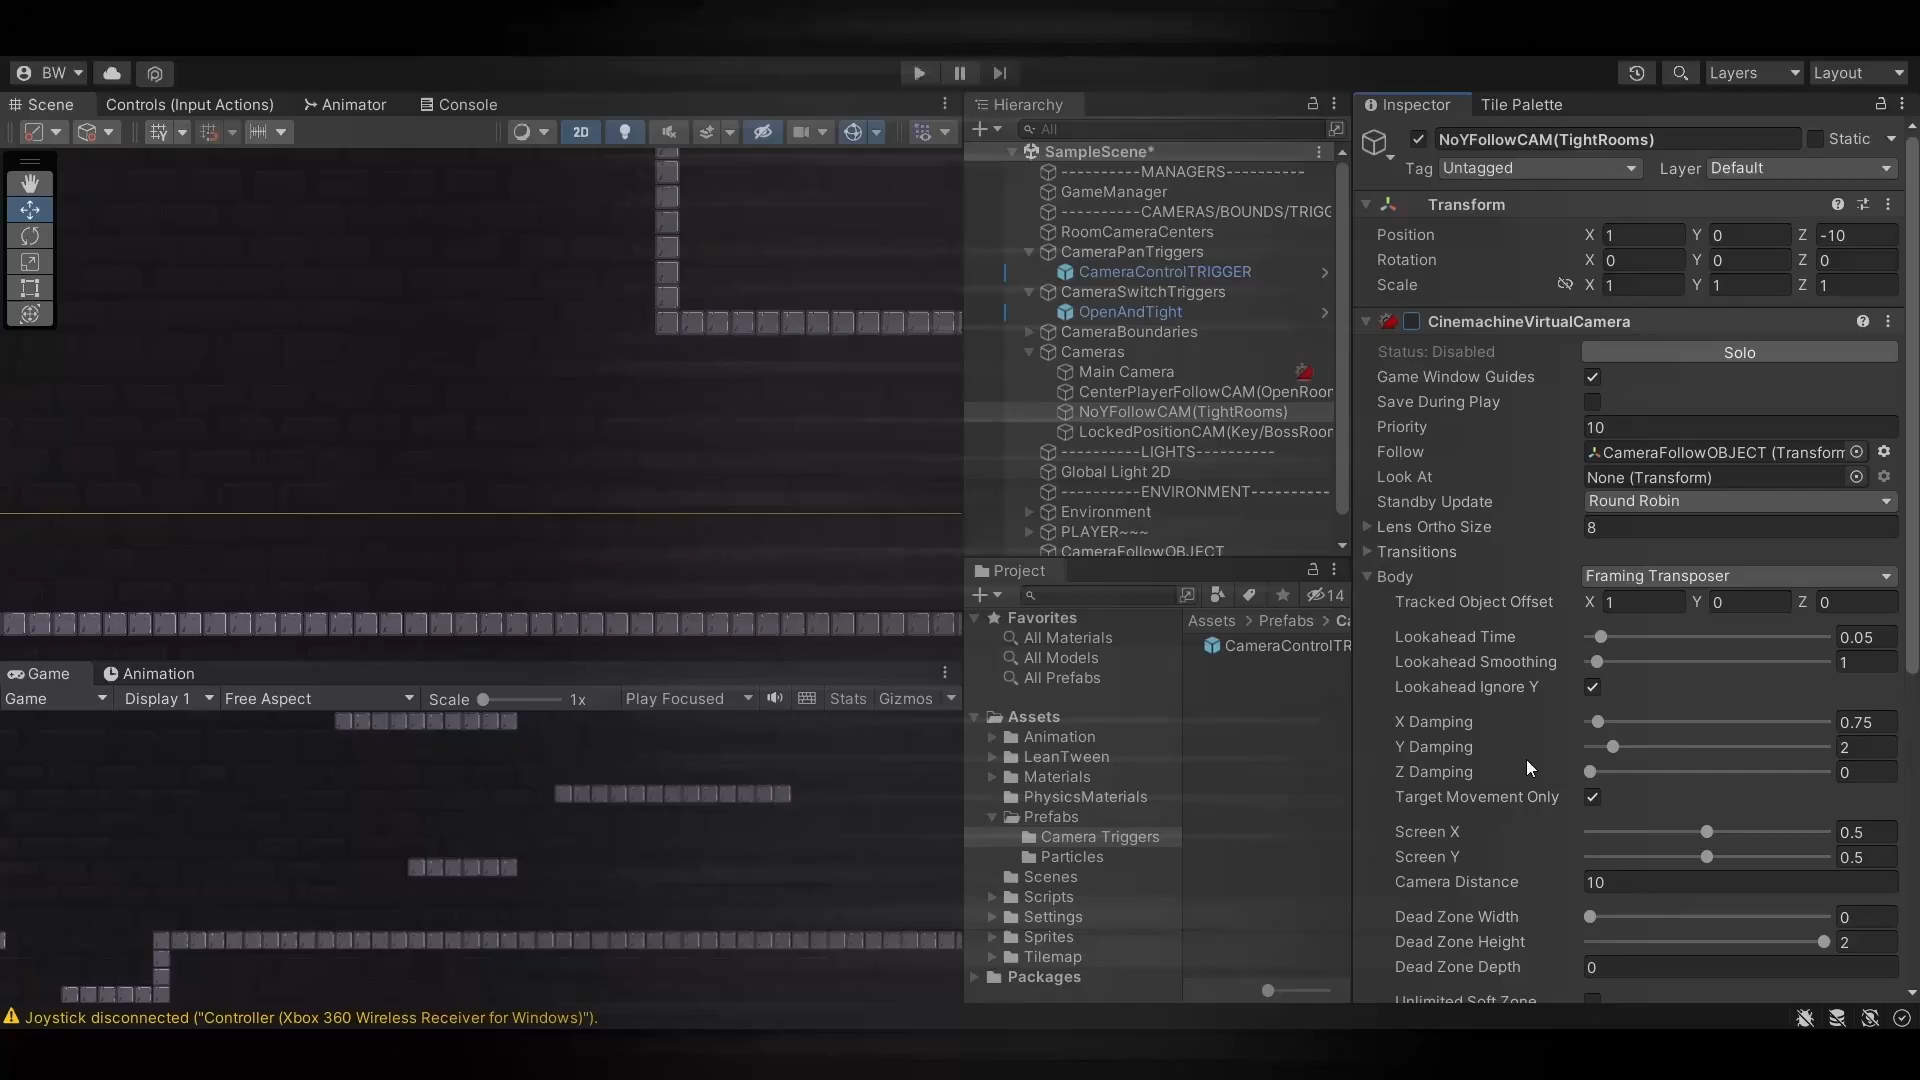 BW
Layers
Layout
Scene
Controls (Input Actions)
Animator
Console
2D
Hierarchy
All
SampleScene*
----------MANAGERS----------
GameManager
----------CAMERAS/BOUNDS/TRIGG
RoomCameraCenters
CameraPanTriggers
CameraControlTRIGGER
CameraSwitchTriggers
OpenAndTight
CameraBoundaries
Cameras
Main Camera
CenterPlayerFollowCAM(OpenRoor
NoYFollowCAM(TightRooms)
LockedPositionCAM(Key/BossRoor
----------LIGHTS----------
Global Light 2D
----------ENVIRONMENT----------
Environment
PLAYER~~~
CameraFollowOBJECT
Inspector
Tile Palette
NoYFollowCAM(TightRooms)
Static
Tag Untagged
Layer Default
Transform
Position X 1 Y 0 Z -10
Rotation X 0 Y 0 Z 0
Scale X 1 Y 1 Z 1
CinemachineVirtualCamera
Status: Disabled
Solo
Game Window Guides
Save During Play
Priority 10
Follow CameraFollowOBJECT (Transform
Look At None (Transform)
Standby Update Round Robin
Lens Ortho Size 8
Transitions
Body Framing Transposer
Tracked Object Offset X 1 Y 0 Z 0
Lookahead Time 0.05
Lookahead Smoothing 1
Lookahead Ignore Y
X Damping 0.75
Y Damping 2
Z Damping 0
Target Movement Only
Screen X 0.5
Screen Y 0.5
Camera Distance 10
Dead Zone Width 0
Dead Zone Height 2
Dead Zone Depth 0
Unlimited Soft Zone
Project
14
Favorites
All Materials
All Models
All Prefabs
Assets
Animation
LeanTween
Materials
PhysicsMaterials
Prefabs
Camera Triggers
Particles
Scenes
Scripts
Settings
Sprites
Tilemap
Packages
Assets > Prefabs > Ca
CameraControlTR
Game
Animation
Game
Display 1
Free Aspect
Scale 1x
Play Focused
Stats
Gizmos
Joystick disconnected ("Controller (Xbox 360 Wireless Receiver for Windows)").